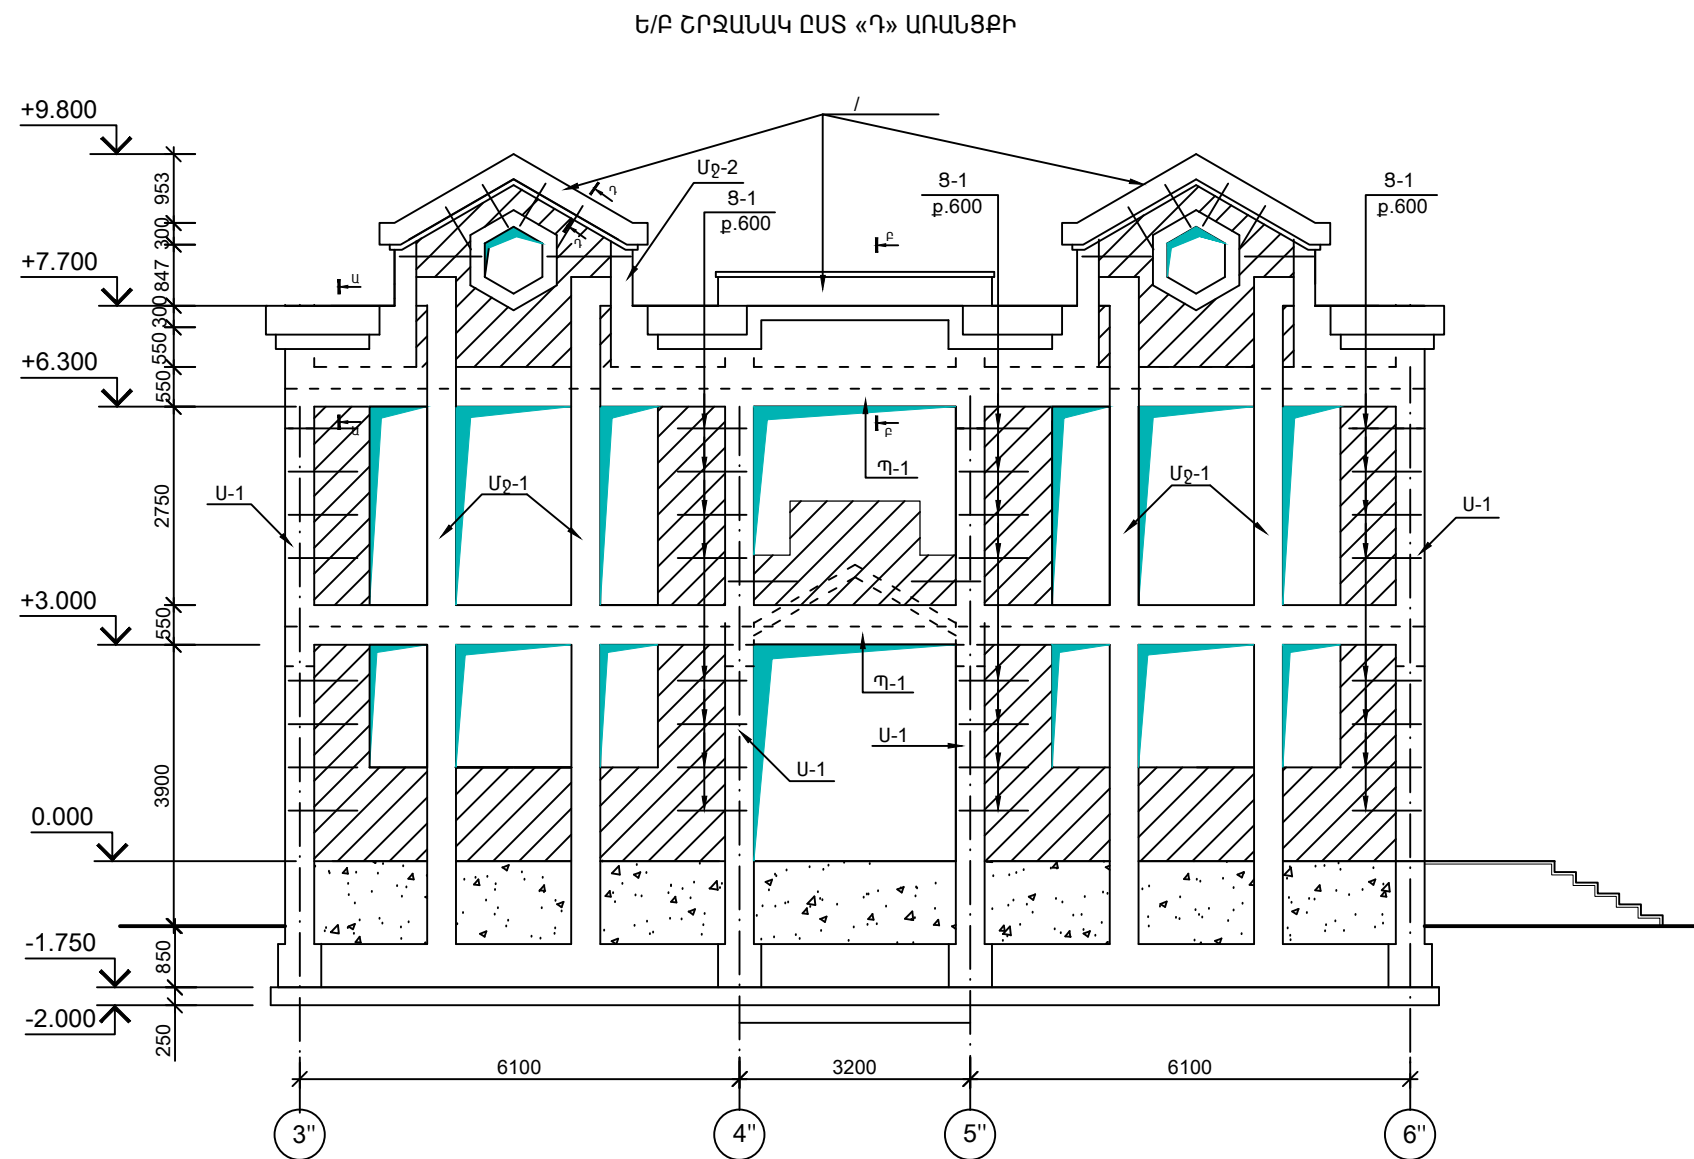 Ե/Բ ՇՐՋԱՆԱԿ ԸՍՏ «Դ» ԱՌԱՆՑՔԻ
/
+9.800
953
300
+7.700
847
300
550
+6.300
550
2750
+3.000
550
3900
0.000
-1.750
850
-2.000
250
Մջ-2
Ց-1
ք.600
Ց-1
ք.600
Ց-1
ք.600
դ
դ
բ
բ
ա
ա
Պ-1
Պ-1
Մջ-1
Մջ-1
Ս-1
Ս-1
Ս-1
Ս-1
6100
3200
6100
3"
4"
5"
6"